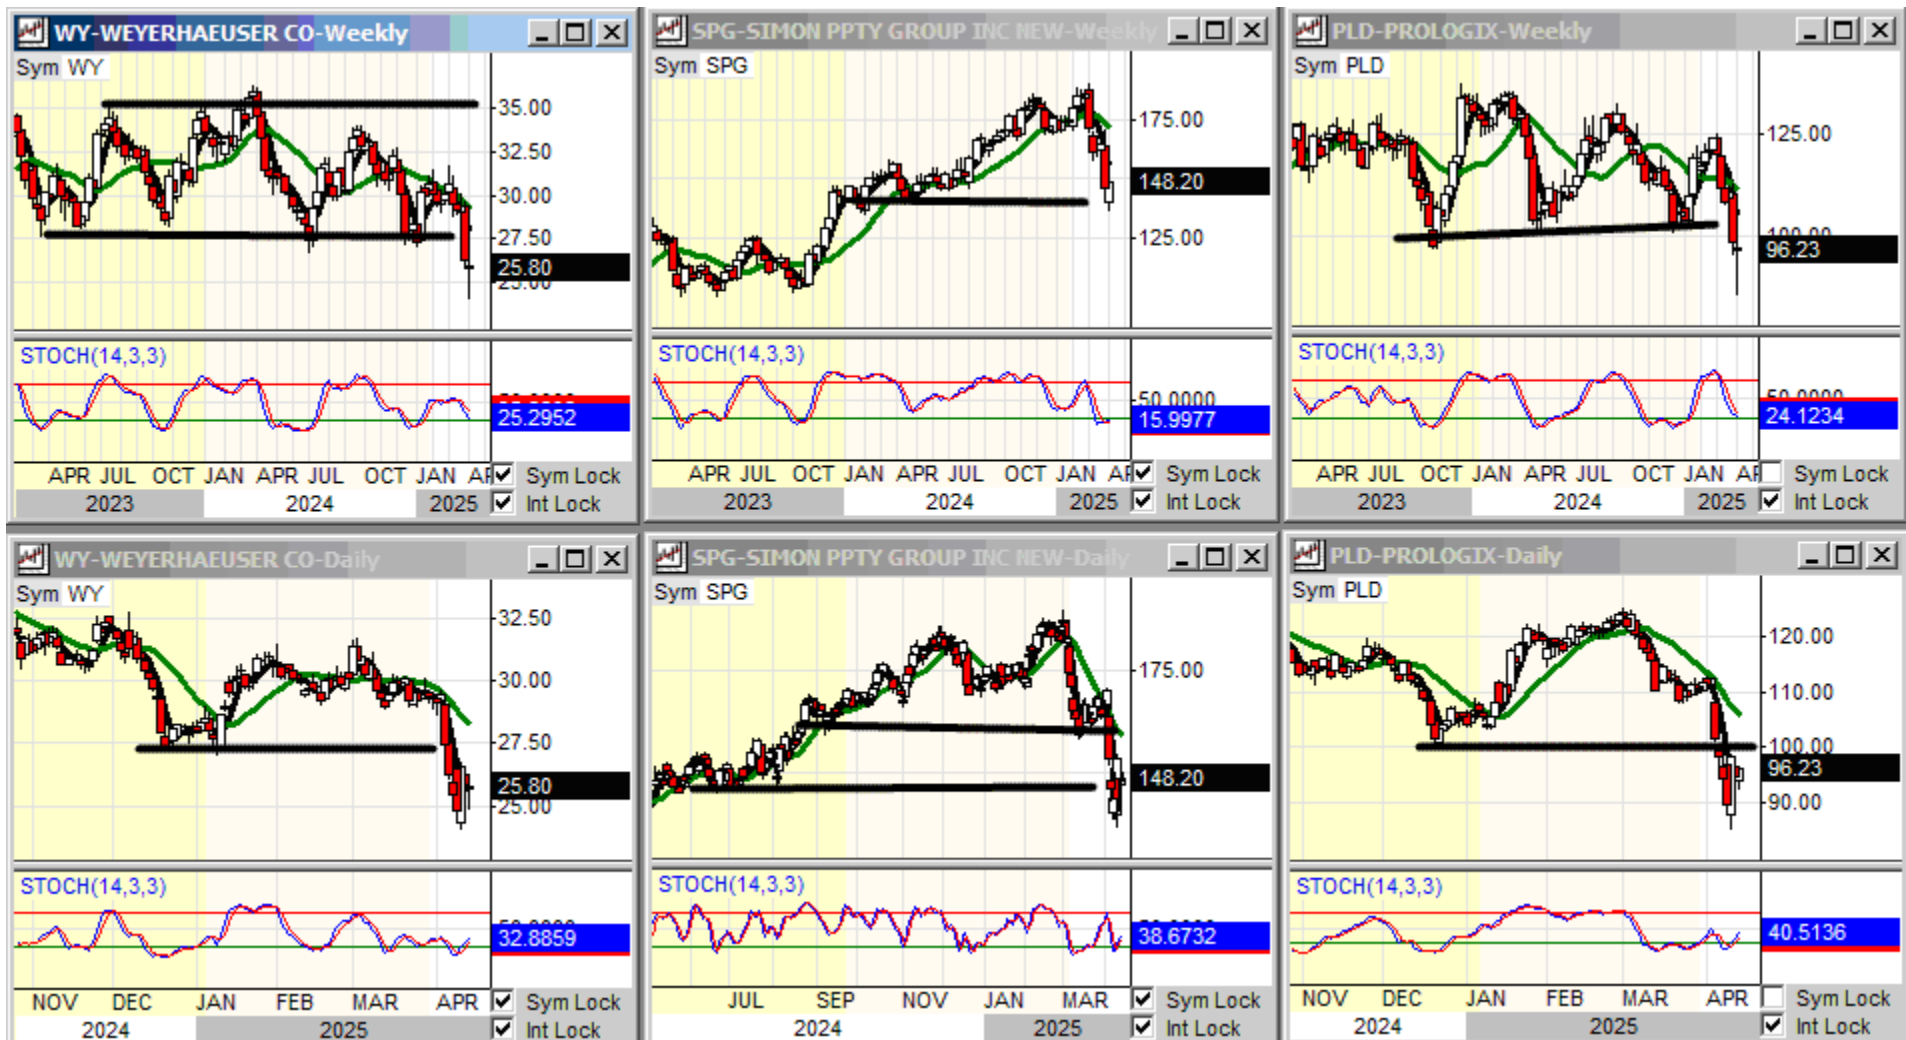 WY-WEYERHAEUSER CO-Weekly
Sym WY
35.00
32.50
30.00
27.50
25.80
25.00
STOCH(14,3,3)
25.2952
APR JUL OCT JAN APR JUL OCT JAN
2023 2024 2025
Sym Lock
Int Lock
SPG-SIMON PPTY GROUP INC NEW-Weekly
Sym SPG
175.00
148.20
125.00
STOCH(14,3,3)
50.0000
15.9977
APR JUL OCT JAN APR JUL OCT JAN
2023 2024 2025
Sym Lock
Int Lock
PLD-PROLOGIX-Weekly
Sym PLD
125.00
100.00
96.23
STOCH(14,3,3)
50.0000
24.1234
APR JUL OCT JAN APR JUL OCT JAN
2023 2024 2025
Sym Lock
Int Lock
WY-WEYERHAEUSER CO-Daily
Sym WY
32.50
30.00
27.50
25.80
25.00
STOCH(14,3,3)
32.8859
NOV DEC JAN FEB MAR APR
2024 2025
Sym Lock
Int Lock
SPG-SIMON PPTY GROUP INC NEW-Daily
Sym SPG
175.00
148.20
STOCH(14,3,3)
38.6732
JUL SEP NOV JAN MAR
2024 2025
Sym Lock
Int Lock
PLD-PROLOGIX-Daily
Sym PLD
120.00
110.00
100.00
96.23
90.00
STOCH(14,3,3)
40.5136
NOV DEC JAN FEB MAR APR
2024 2025
Sym Lock
Int Lock